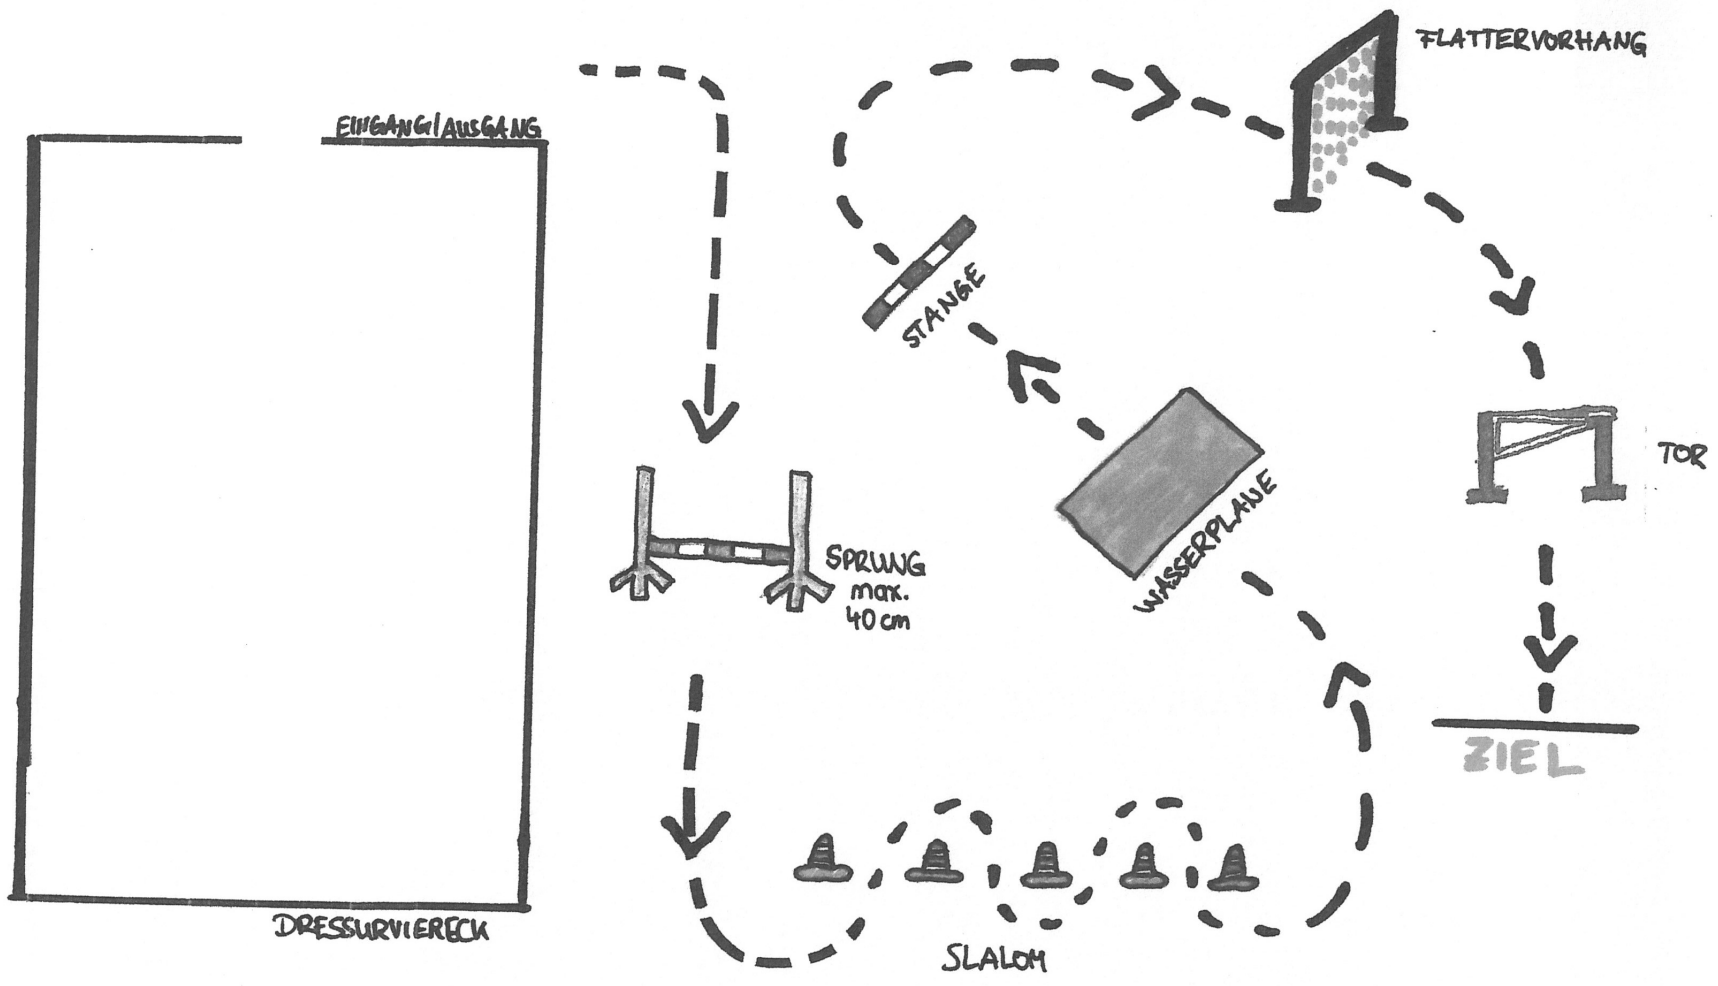 FLATTERVORHANG
EINGANG/AUSGANG
STANGE
TOR
WASSERPLANE
SPRUNG
max.
40 cm
ZIEL
DRESSURVIERECK
SLALOM